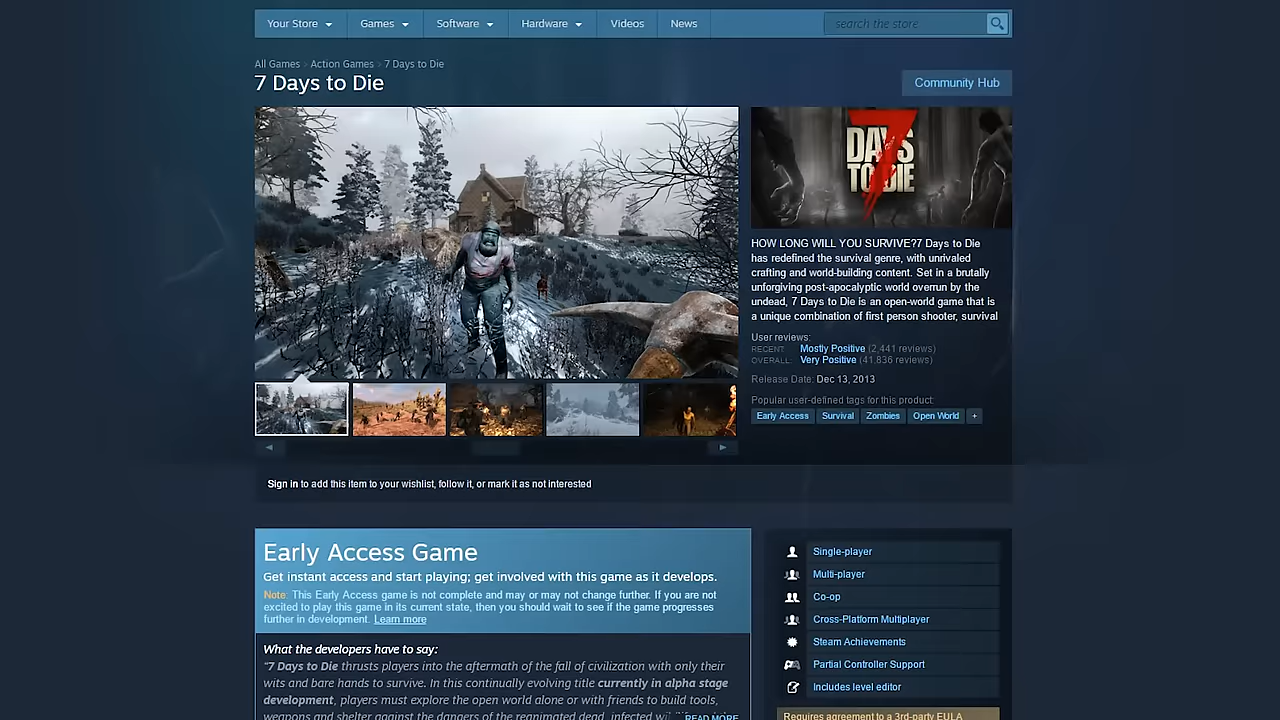 Your Store
Games
Software
Hardware
Videos
News
search the store
All Games > Action Games > 7 Days to Die
7 Days to Die
Community Hub
7
DAYS
TO DIE
HOW LONG WILL YOU SURVIVE?7 Days to Die
has redefined the survival genre, with unrivaled
crafting and world-building content. Set in a brutally
unforgiving post-apocalyptic world overrun by the
undead, 7 Days to Die is an open-world game that is
a unique combination of first person shooter, survival
User reviews:
RECENT: Mostly Positive (2,441 reviews)
OVERALL: Very Positive (41,836 reviews)
Release Date: Dec 13, 2013
Popular user-defined tags for this product:
Early Access Survival Zombies Open World +
Sign in to add this item to your wishlist, follow it, or mark it as not interested
Early Access Game
Get instant access and start playing; get involved with this game as it develops.
Note: This Early Access game is not complete and may or may not change further. If you are not
excited to play this game in its current state, then you should wait to see if the game progresses
further in development. Learn more
What the developers have to say:
"7 Days to Die thrusts players into the aftermath of the fall of civilization with only their
wits and bare hands to survive. In this continually evolving title currently in alpha stage
development, players must explore the open world alone or with friends to build tools,
weapons and shelter against the dangers of the reanimated dead, infected
READ MORE
Single-player
Multi-player
Co-op
Cross-Platform Multiplayer
Steam Achievements
Partial Controller Support
Includes level editor
Requires agreement to a 3rd-party EULA